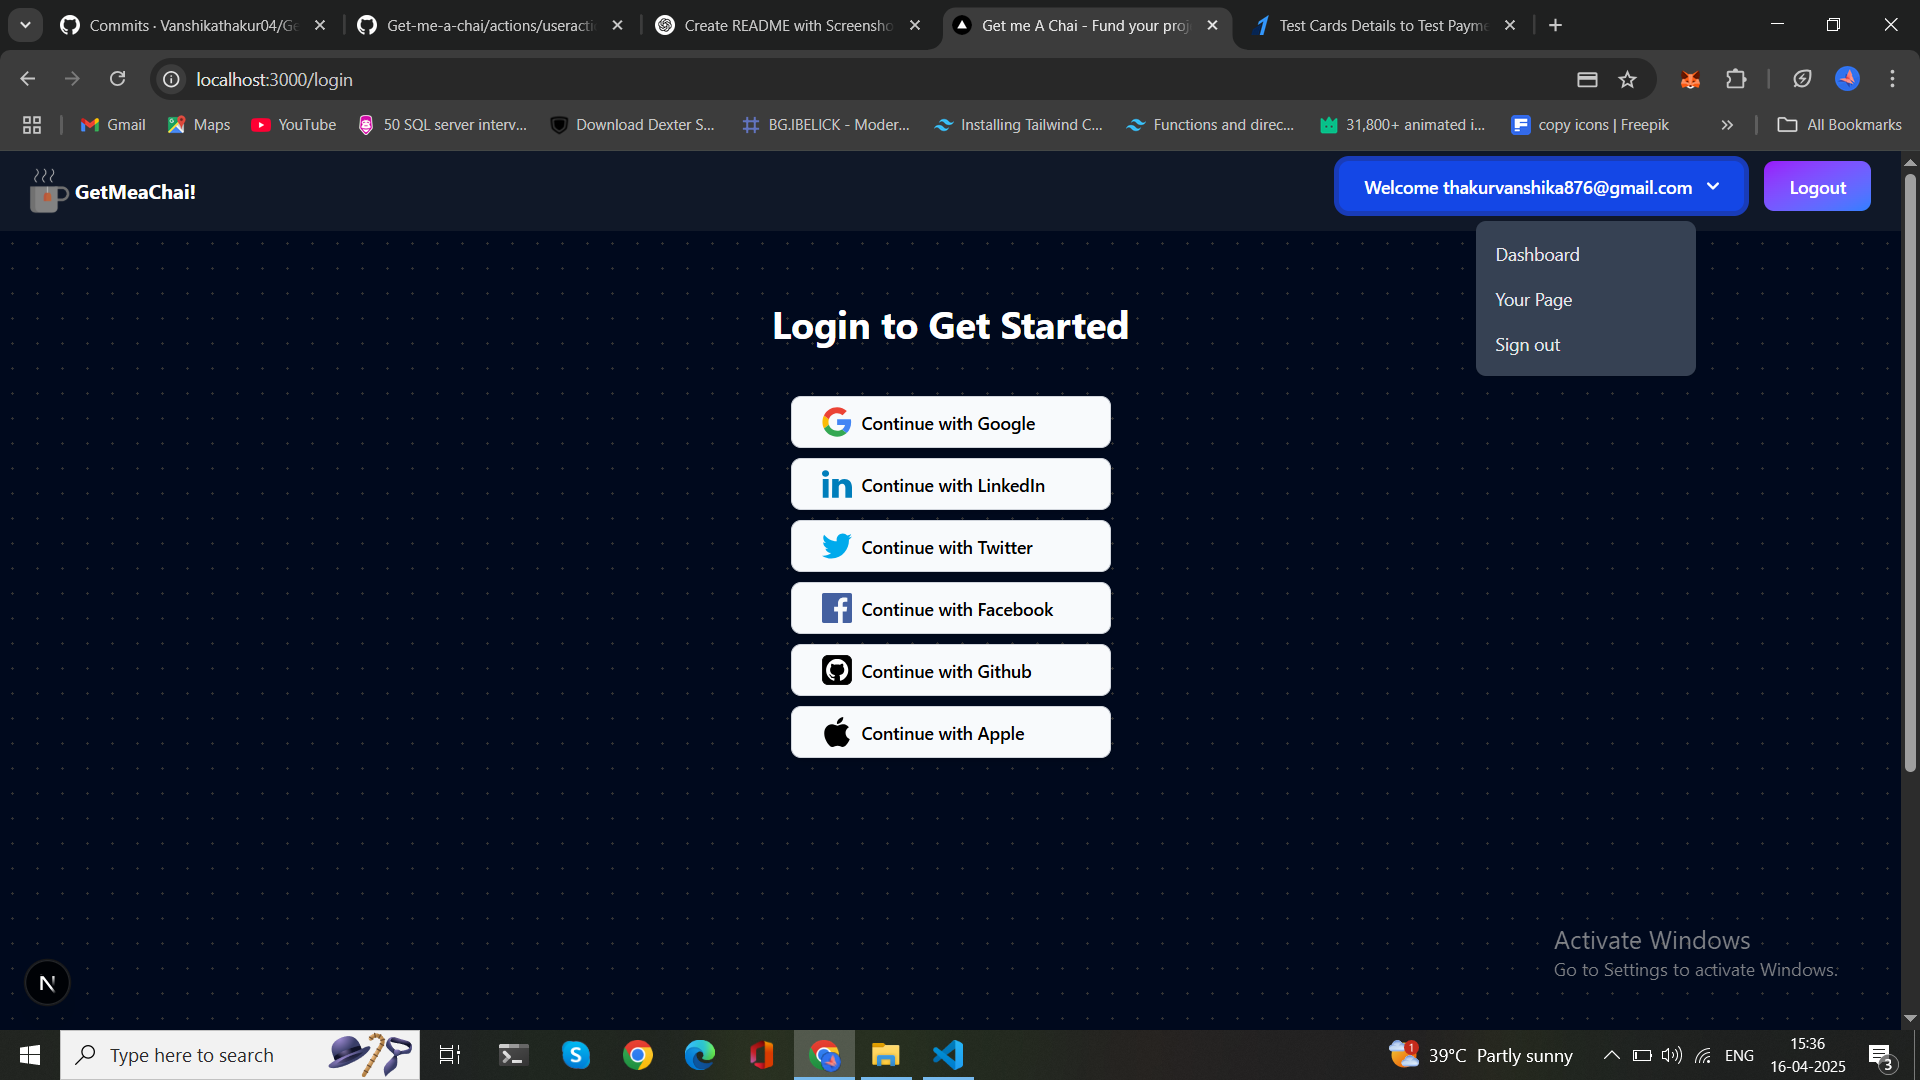 Commits · Vanshikathakur04/Ge
Get-me-a-chai/actions/useracti
Create README with Screensho
Get me A Chai - Fund your proj
Test Cards Details to Test Payme
localhost:3000/login
Gmail
Maps
YouTube
50 SQL server interv...
Download Dexter S...
BG.IBELICK - Moder...
Installing Tailwind C...
Functions and direc...
31,800+ animated i...
copy icons | Freepik
All Bookmarks
GetMeaChai!
Welcome thakurvanshika876@gmail.com
Logout
Dashboard
Your Page
Sign out
Login to Get Started
Continue with Google
Continue with LinkedIn
Continue with Twitter
Continue with Facebook
Continue with Github
Continue with Apple
Activate Windows
Go to Settings to activate Windows.
N
Type here to search
1
39°C Partly sunny
ENG
15:36
16-04-2025
3